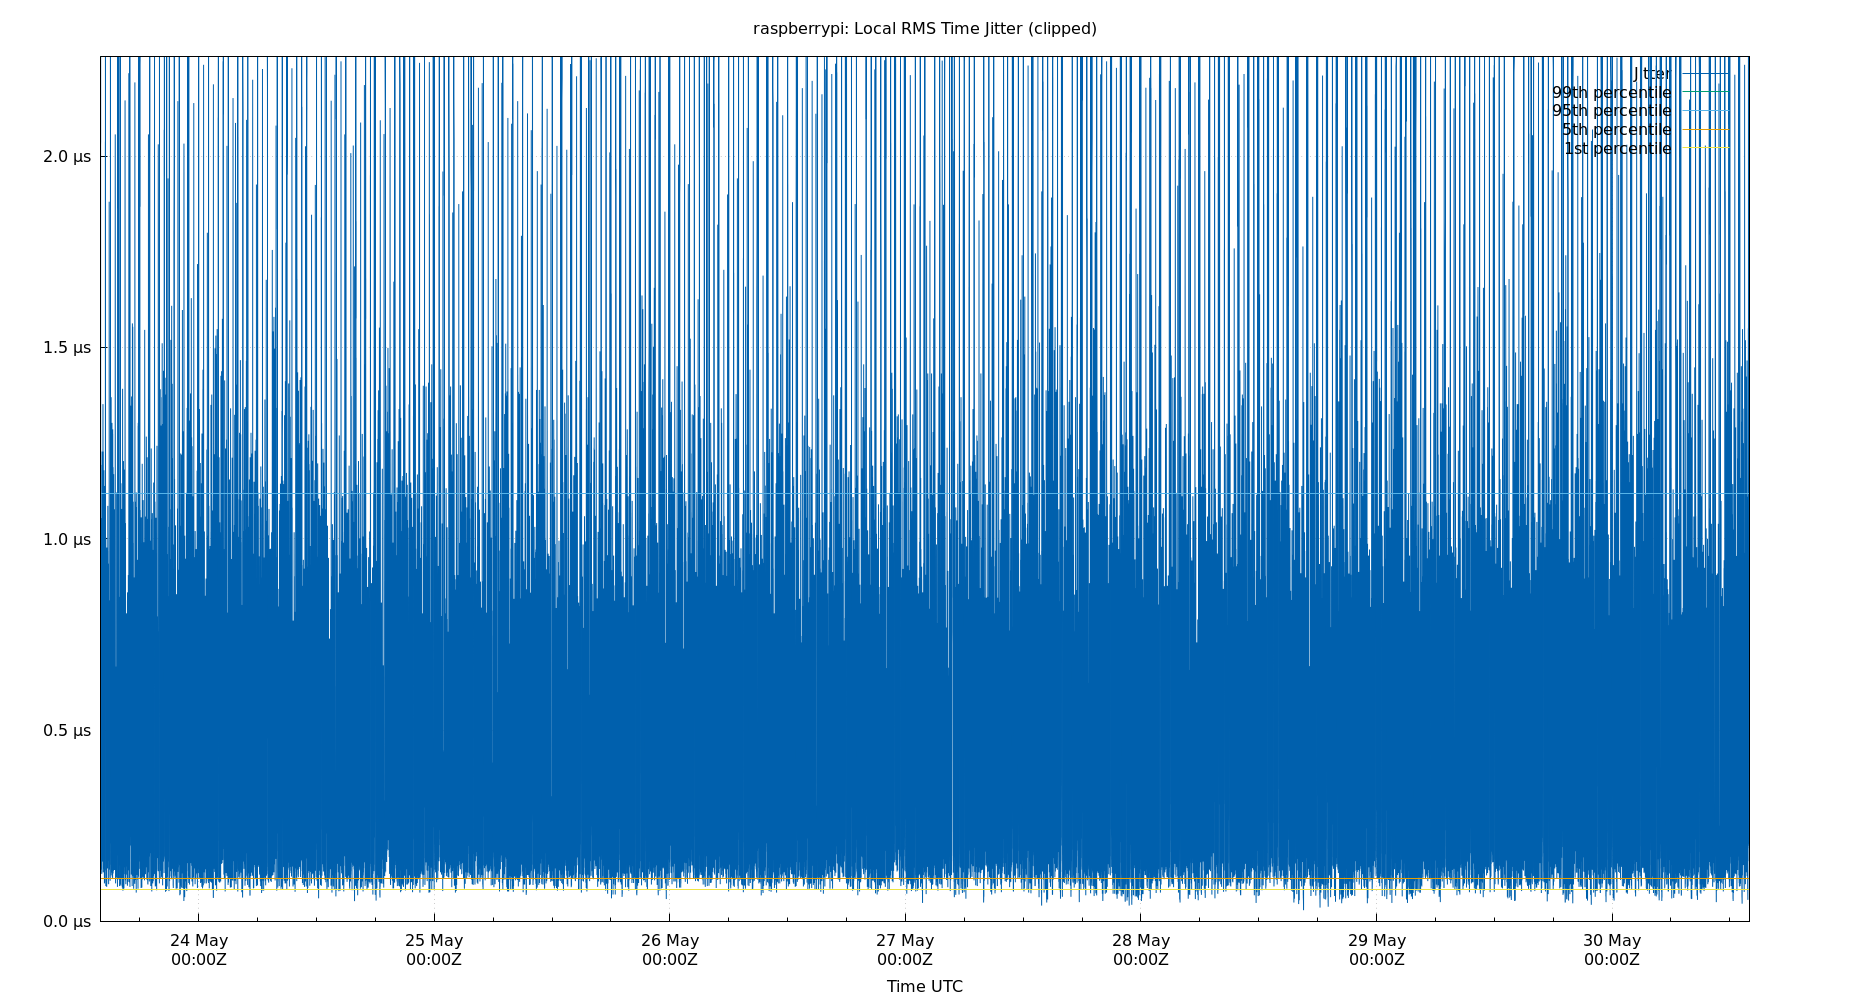 raspberrypi: Local RMS Time Jitter (clipped)
Jitter
99th percentile
95th percentile
5th percentile
1st percentile
2.0 µs
1.5 µs
1.0 µs
0.5 µs
0.0 µs
24 May 25 May 26 May 27 May 28 May 29 May 30 May
00:00Z 00:00Z 00:00Z 00:00Z 00:00Z 00:00Z 00:00Z
Time UTC